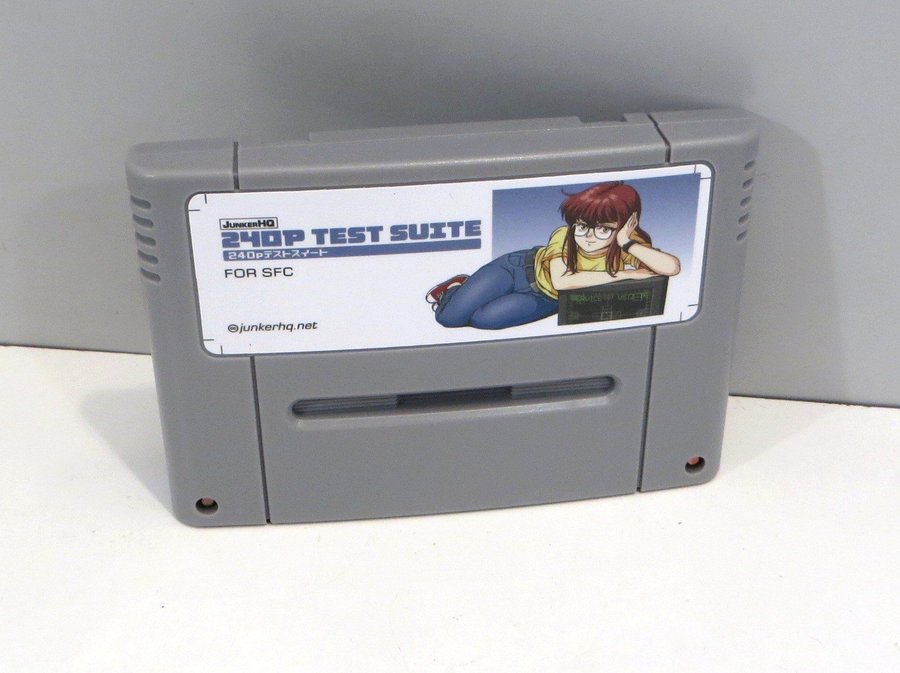 JUNKERHQ
240P TEST SUITE
240pテストスイート
FOR SFC
junkerhq.net